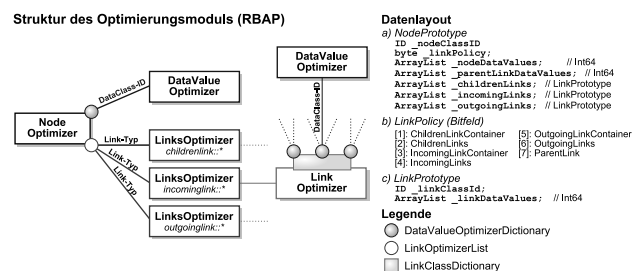 Struktur des Optimierungsmoduls (RBAP)
DataValue
Optimizer
DataValue
Optimizer
DataClass-ID
DataClass-ID
Node
Optimizer
Link-Typ
Link-Typ
Link-Typ
LinksOptimizer
childrenlink::*
LinksOptimizer
incominglink::*
LinksOptimizer
outgoinglink::*
Link
Optimizer
Datenlayout
a) NodePrototype
ID _nodeClassID
byte _linkPolicy;
ArrayList _nodeDataValues; // Int64
ArrayList _parentLinkDataValues; // Int64
ArrayList _childrenLinks; // LinkPrototype
ArrayList _incomingLinks; // LinkPrototype
ArrayList _outgoingLinks; // LinkPrototype
b) LinkPolicy (Bitfeld)
[1]: ChildrenLinkContainer [5]: OutgoingLinkContainer
[2]: ChildrenLinks [6]: OutgoingLinks
[3]: IncomingLinkContainer [7]: ParentLink
[4]: IncomingLinks
c) LinkPrototype
ID _linkClassId;
ArrayList _linkDataValues; // Int64
Legende
DataValueOptimizerDictionary
LinkOptimizerList
LinkClassDictionary